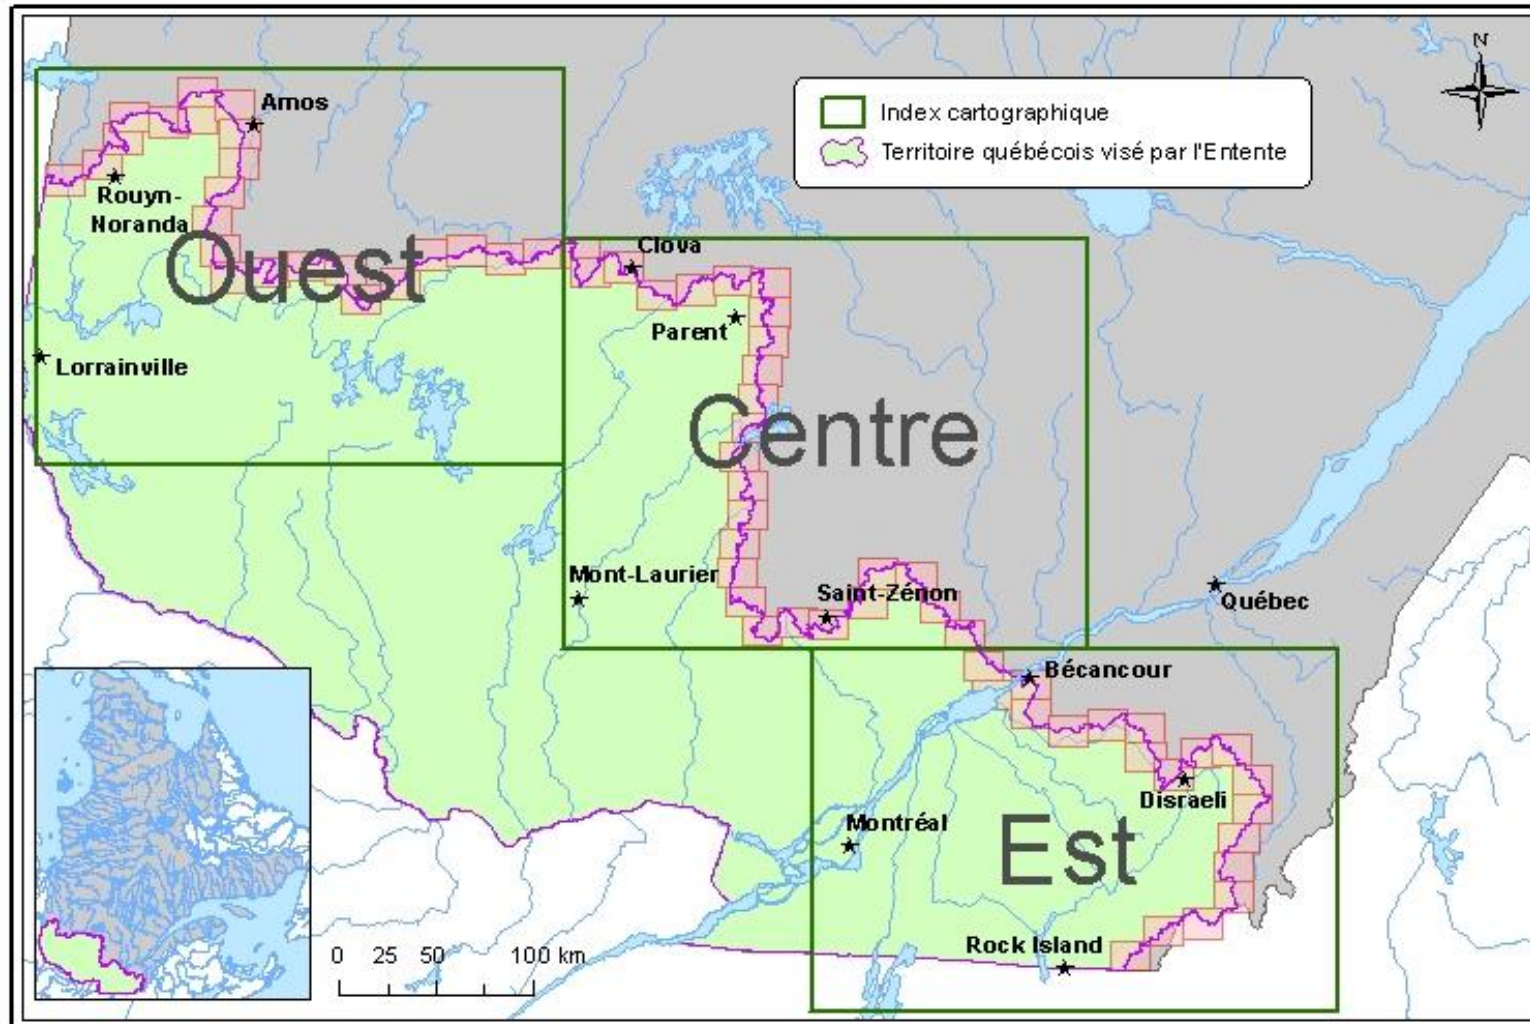 N
Index cartographique
Territoire québécois visé par l'Entente
Amos
Rouyn-
Noranda
Ouest
Clova
Parent
Lorrainville
Centre
Mont-Laurier
Saint-Zénon
Québec
Bécancour
Disraeli
Montréal
Est
Rock Island
0 25 50 100 km